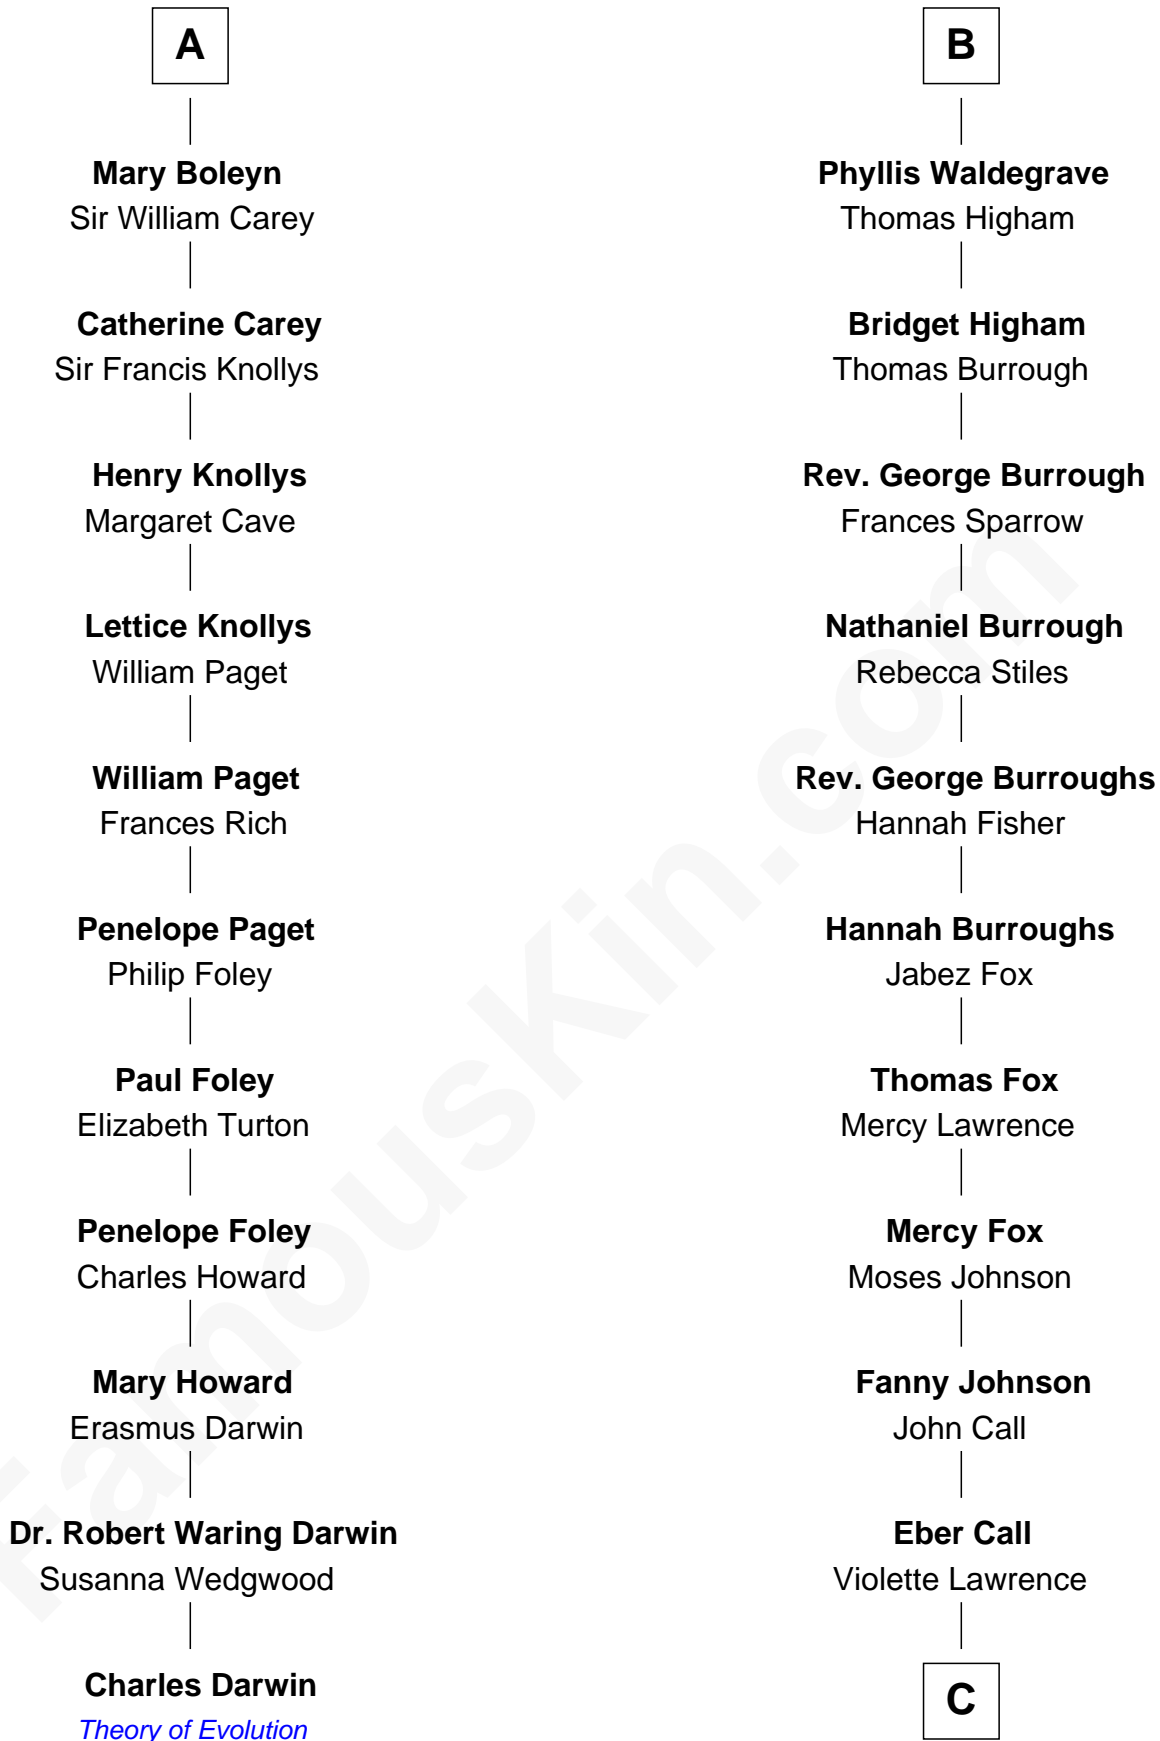 A
Mary Boleyn
Sir William Carey
Catherine Carey
Sir Francis Knollys
Henry Knollys
Margaret Cave
Lettice Knollys
William Paget
William Paget
Frances Rich
Penelope Paget
Philip Foley
Paul Foley
Elizabeth Turton
Penelope Foley
Charles Howard
Mary Howard
Erasmus Darwin
Dr. Robert Waring Darwin
Susanna Wedgwood
Charles Darwin
Theory of Evolution
B
Phyllis Waldegrave
Thomas Higham
Bridget Higham
Thomas Burrough
Rev. George Burrough
Frances Sparrow
Nathaniel Burrough
Rebecca Stiles
Rev. George Burroughs
Hannah Fisher
Hannah Burroughs
Jabez Fox
Thomas Fox
Mercy Lawrence
Mercy Fox
Moses Johnson
Fanny Johnson
John Call
Eber Call
Violette Lawrence
C
FamousKin.com